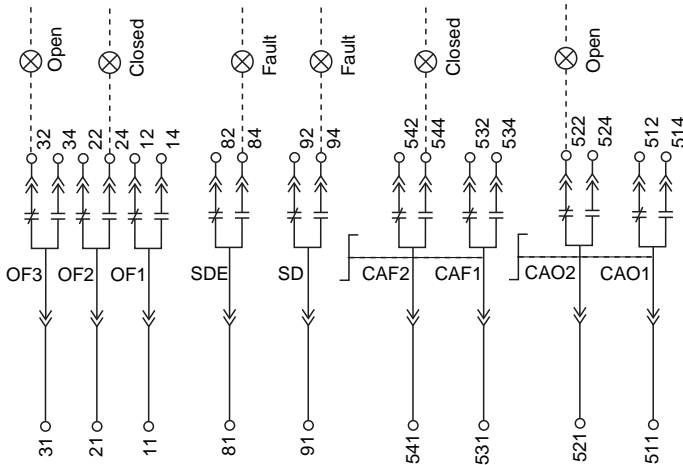 Open
Closed
Fault
Fault
Closed
Open
32
34
22
24
12
14
82
84
92
94
542
544
532
534
522
524
512
514
OF3
OF2
OF1
SDE
SD
CAF2
CAF1
CAO2
CAO1
31
21
11
81
91
541
531
521
511